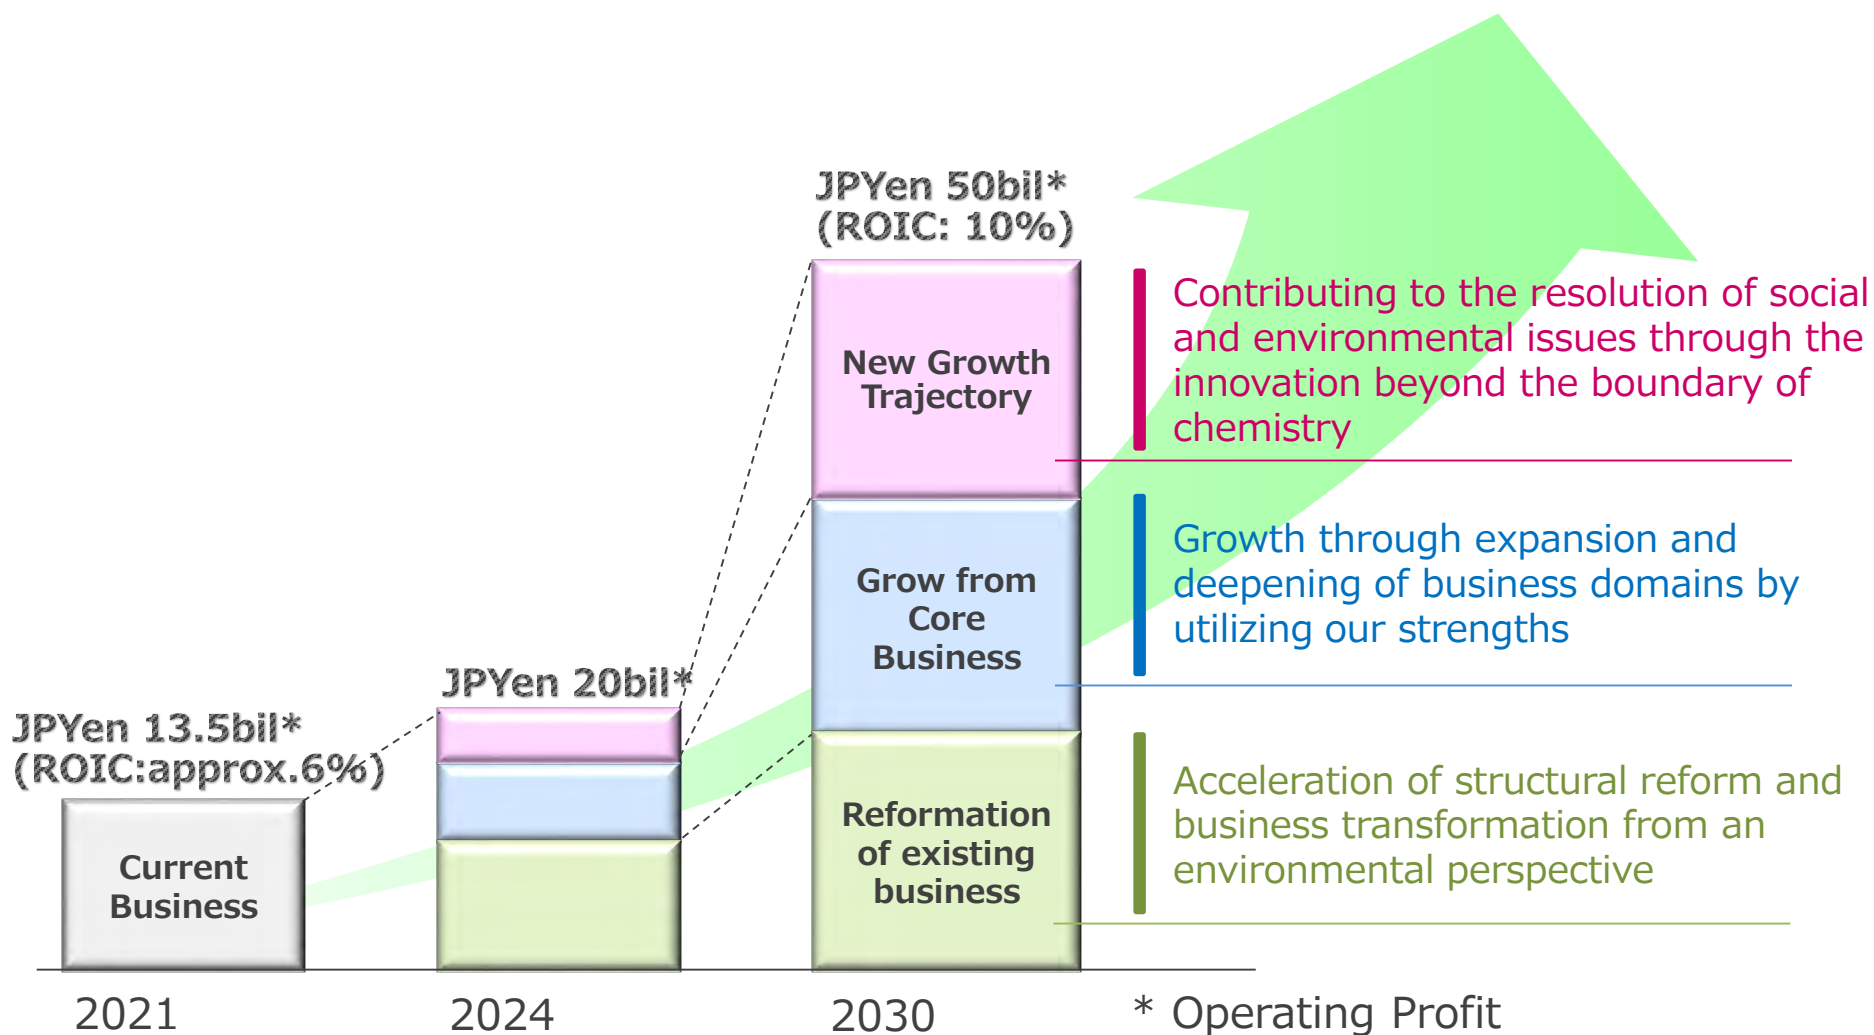 JPYen 50bil*
(ROIC: 10%)
New Growth
Trajectory
Contributing to the resolution of social
and environmental issues through the
innovation beyond the boundary of
chemistry
Grow from
Core
Business
Growth through expansion and
deepening of business domains by
utilizing our strengths
JPYen 20bil*
JPYen 13.5bil*
(ROIC:approx.6%)
Current
Business
Reformation
of existing
business
Acceleration of structural reform and
business transformation from an
environmental perspective
2021
2024
2030
* Operating Profit